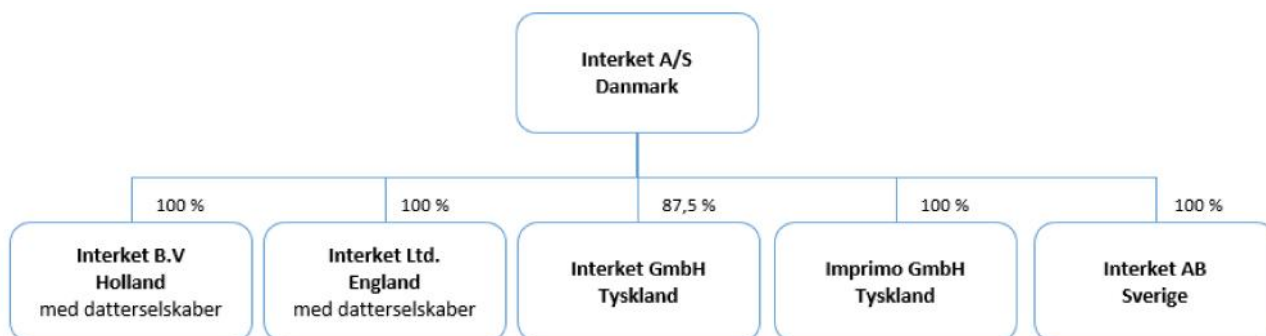 Interket A/S
Danmark
100 %
100 %
87,5 %
100 %
100 %
Interket B.V
Holland
med datterselskaber
Interket Ltd.
England
med datterselskaber
Interket GmbH
Tyskland
Imprimo GmbH
Tyskland
Interket AB
Sverige